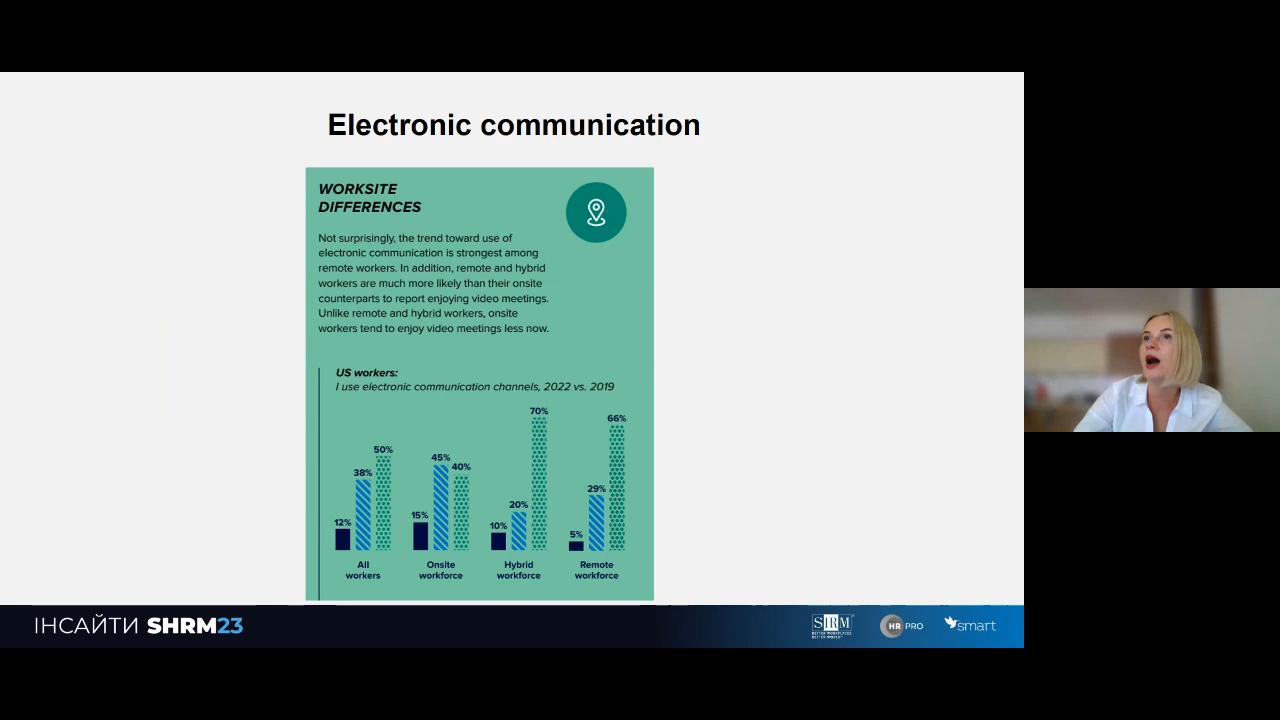 Electronic communication
WORKSITE
DIFFERENCES
Not surprisingly, the trend toward use of
electronic communication is strongest among
remote workers. In addition, remote and hybrid
workers are much more likely than their onsite
counterparts to report enjoying video meetings.
Unlike remote and hybrid workers, onsite
workers tend to enjoy video meetings less now.
US workers:
I use electronic communication channels, 2022 vs. 2019
12% 38% 50%
15% 45% 40%
10% 20% 70%
5% 29% 66%
All
workers
Onsite
workforce
Hybrid
workforce
Remote
workforce
ІНСАЙТИ SHRM23
SHRM
BETTER WORKPLACES
BETTER WORLD™
HR PRO
smart